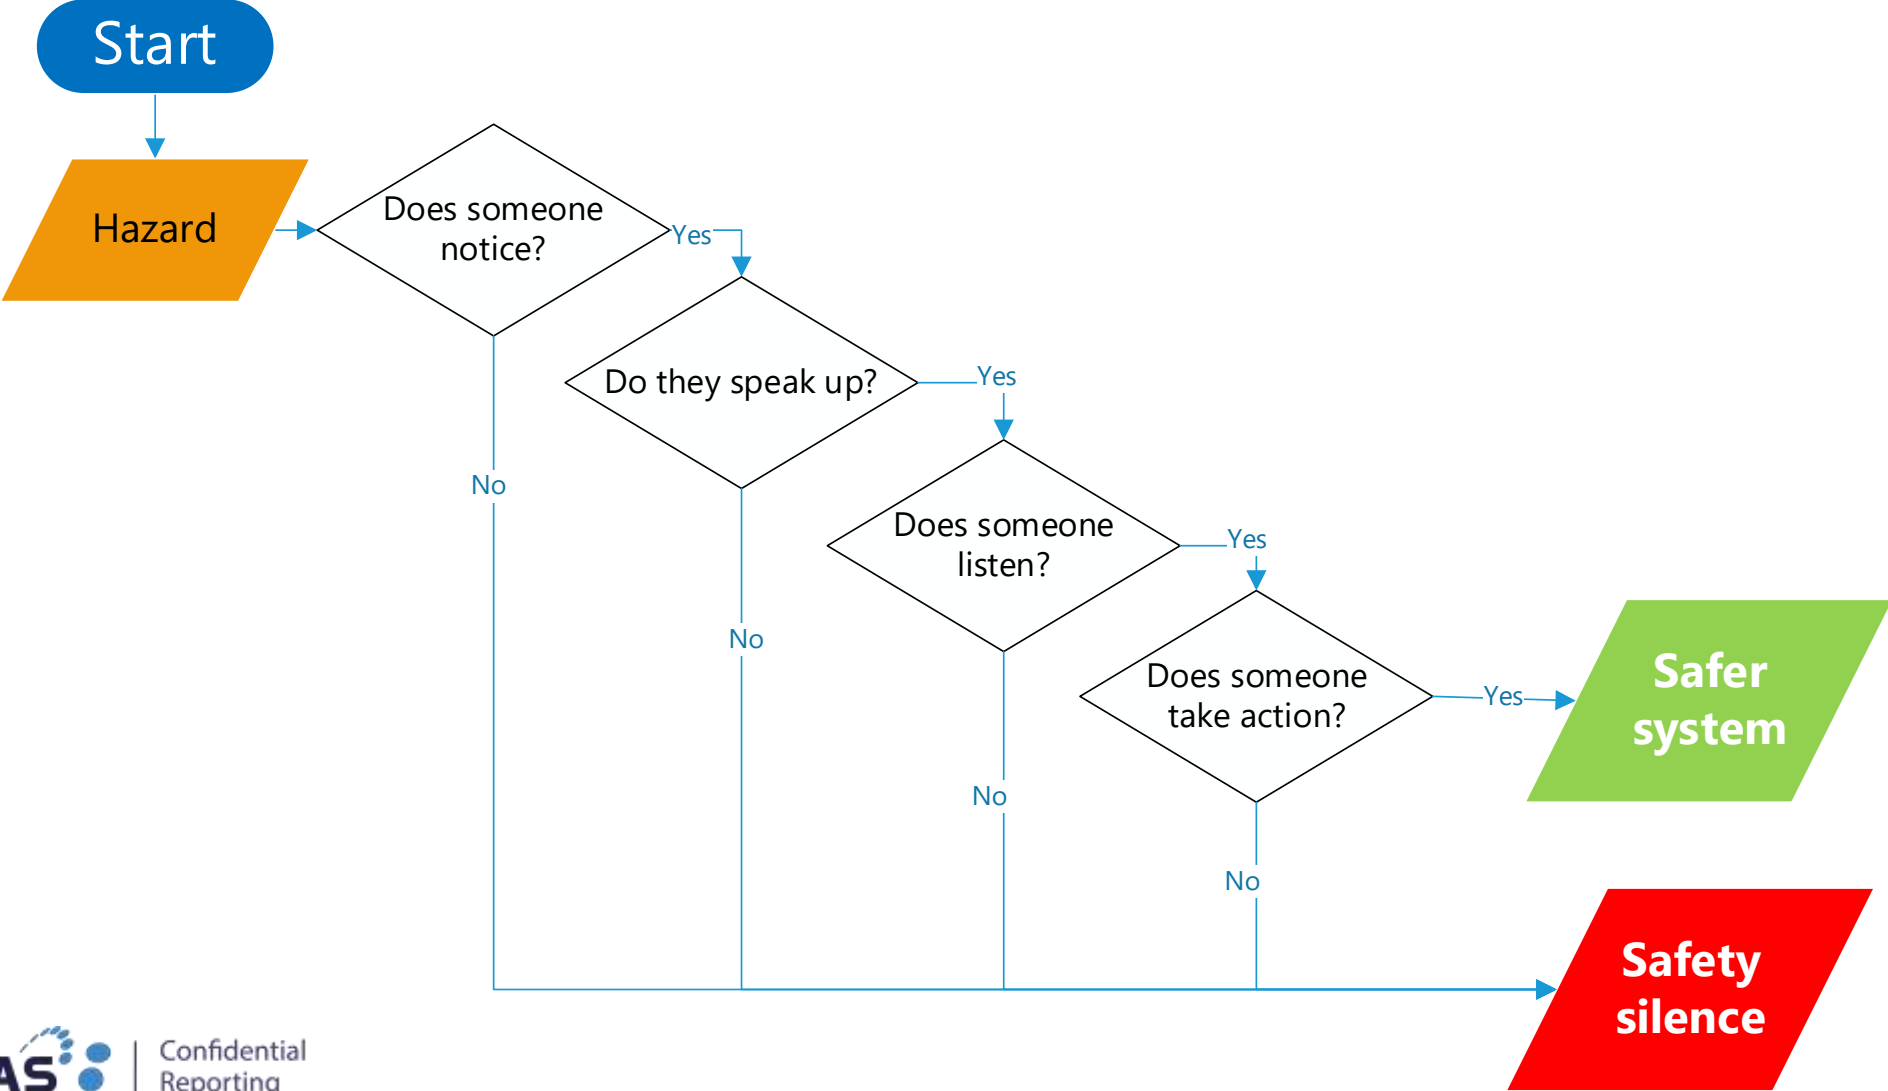 Start
Hazard
Does someone
notice?
Yes
No
Do they speak up?
Yes
No
Does someone
listen?
Yes
No
Does someone
take action?
Yes
No
Safer
system
Safety
silence
AS
Confidential
Reporting